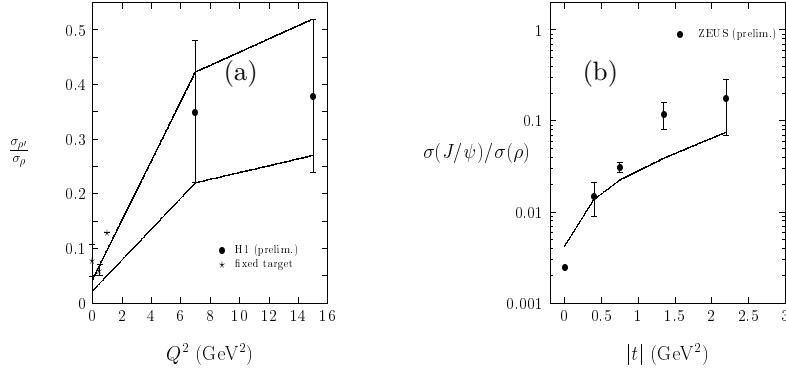 0.5
0.4
0.3
0.2
0.1
0
σρ′
σρ
(a)
H1 (prelim.)
fixed target
0 2 4 6 8 10 12 14 16
Q² (GeV²)
1
0.1
0.01
0.001
σ(J/ψ)/σ(ρ)
(b)
ZEUS (prelim.)
0 0.5 1 1.5 2 2.5 3
|t| (GeV²)